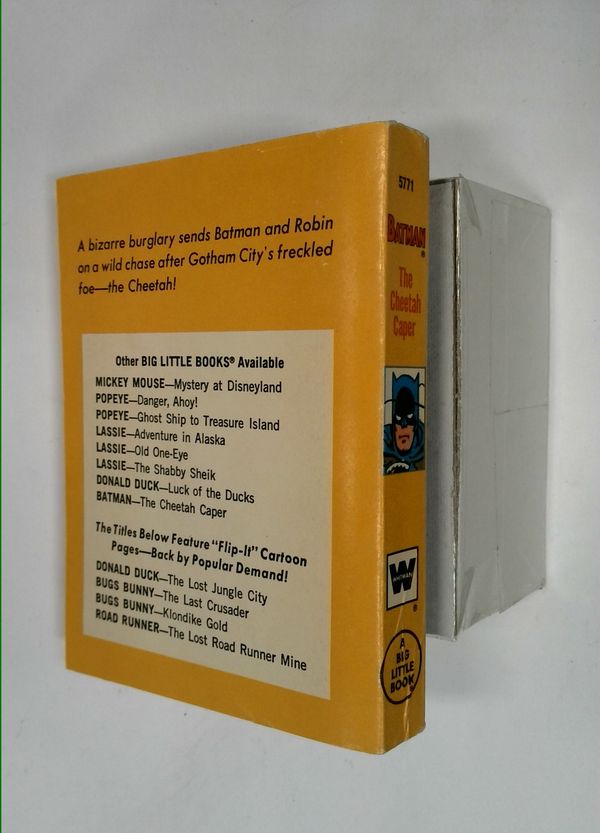 A bizarre burglary sends Batman and Robin
on a wild chase after Gotham City's freckled
foe—the Cheetah!
Other BIG LITTLE BOOKS® Available
MICKEY MOUSE—Mystery at Disneyland
POPEYE—Danger, Ahoy!
POPEYE—Ghost Ship to Treasure Island
LASSIE—Adventure in Alaska
LASSIE—Old One-Eye
LASSIE—The Shabby Sheik
DONALD DUCK—Luck of the Ducks
BATMAN—The Cheetah Caper
The Titles Below Feature "Flip-It" Cartoon
Pages—Back by Popular Demand!
DONALD DUCK—The Lost Jungle City
BUGS BUNNY—The Last Crusader
BUGS BUNNY—Klondike Gold
ROAD RUNNER—The Lost Road Runner Mine
5771
BATMAN®
The
Cheetah
Caper
W
WHITMAN
®
A
BIG
LITTLE
BOOK®